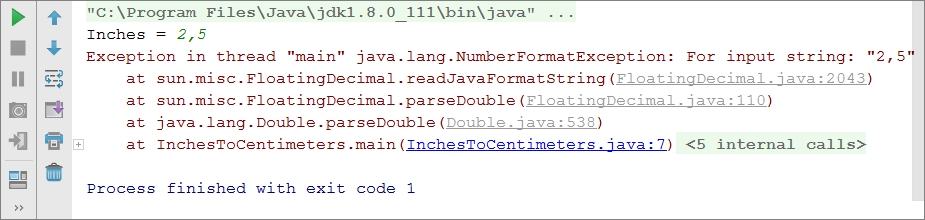 "C:\Program Files\Java\jdk1.8.0_111\bin\java" ...
Inches = 2,5
Exception in thread "main" java.lang.NumberFormatException: For input string: "2,5"
at sun.misc.FloatingDecimal.readJavaFormatString(FloatingDecimal.java:2043)
at sun.misc.FloatingDecimal.parseDouble(FloatingDecimal.java:110)
at java.lang.Double.parseDouble(Double.java:538)
at InchesToCentimeters.main(InchesToCentimeters.java:7) <5 internal calls>
Process finished with exit code 1